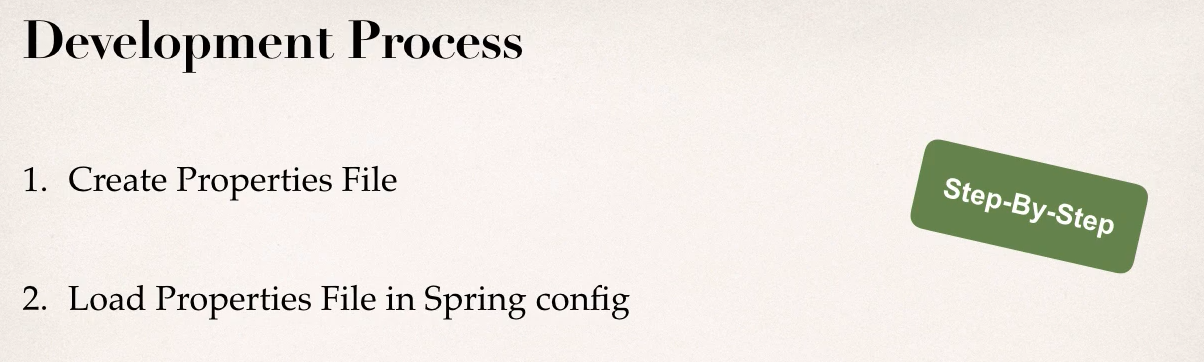 Development Process
1. Create Properties File
Step-By-Step
2. Load Properties File in Spring config